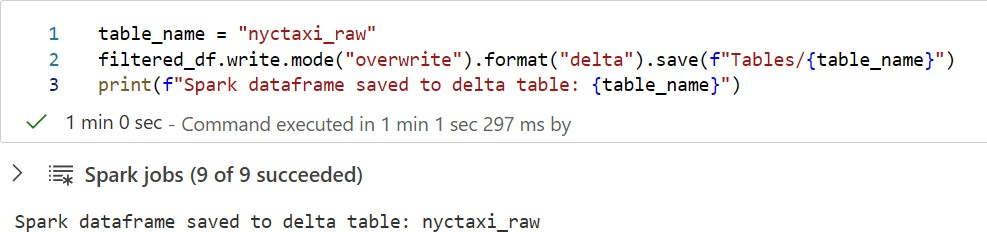 1 table_name = "nyctaxi_raw"
2 filtered_df.write.mode("overwrite").format("delta").save(f"Tables/{table_name}")
3 print(f"Spark dataframe saved to delta table: {table_name}")
1 min 0 sec - Command executed in 1 min 1 sec 297 ms by
Spark jobs (9 of 9 succeeded)
Spark dataframe saved to delta table: nyctaxi_raw